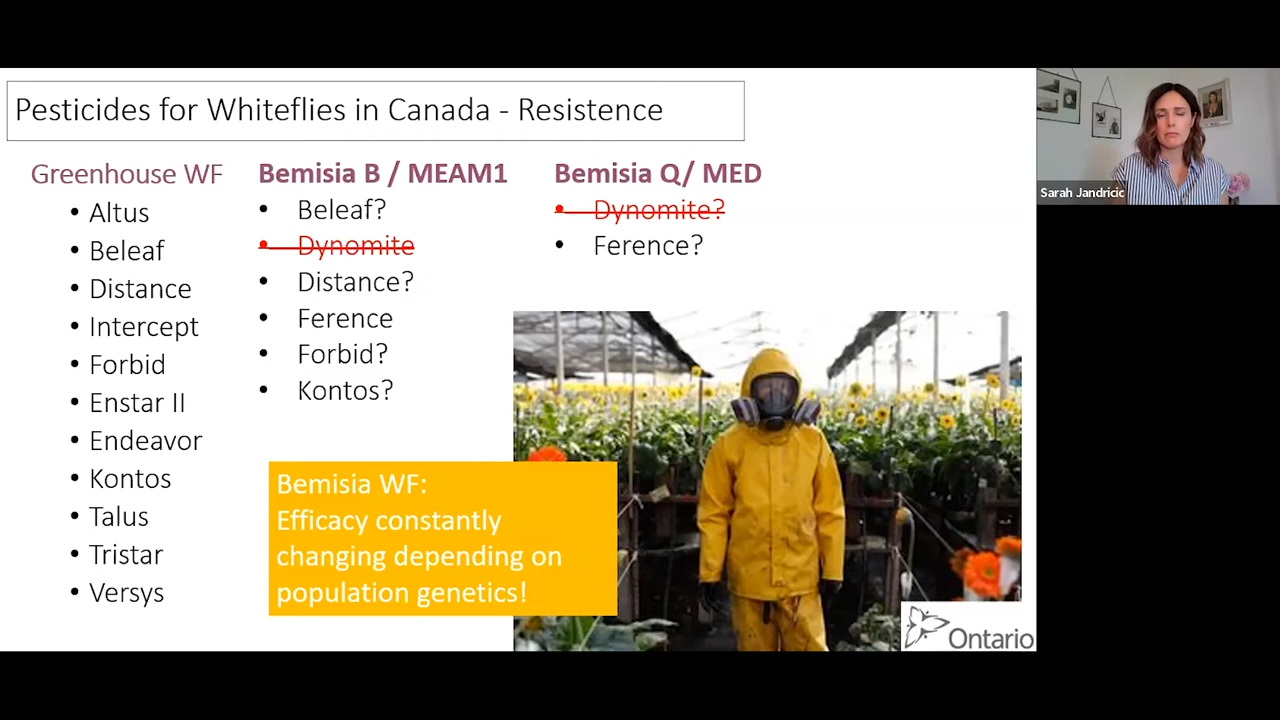 Pesticides for Whiteflies in Canada - Resistence
Greenhouse WF
• Altus
• Beleaf
• Distance
• Intercept
• Forbid
• Enstar II
• Endeavor
• Kontos
• Talus
• Tristar
• Versys
Bemisia B / MEAM1
• Beleaf?
• Dynomite
• Distance?
• Ference
• Forbid?
• Kontos?
Bemisia Q/ MED
• Dynomite?
• Ference?
Bemisia WF:
Efficacy constantly
changing depending on
population genetics!
Ontario
Sarah Jandricic